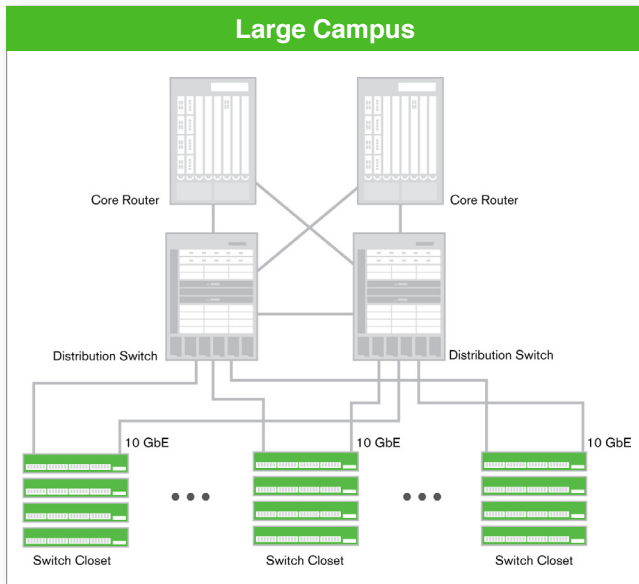 Large Campus
Core Router
Core Router
Distribution Switch
Distribution Switch
10 GbE
10 GbE
10 GbE
Switch Closet
Switch Closet
Switch Closet